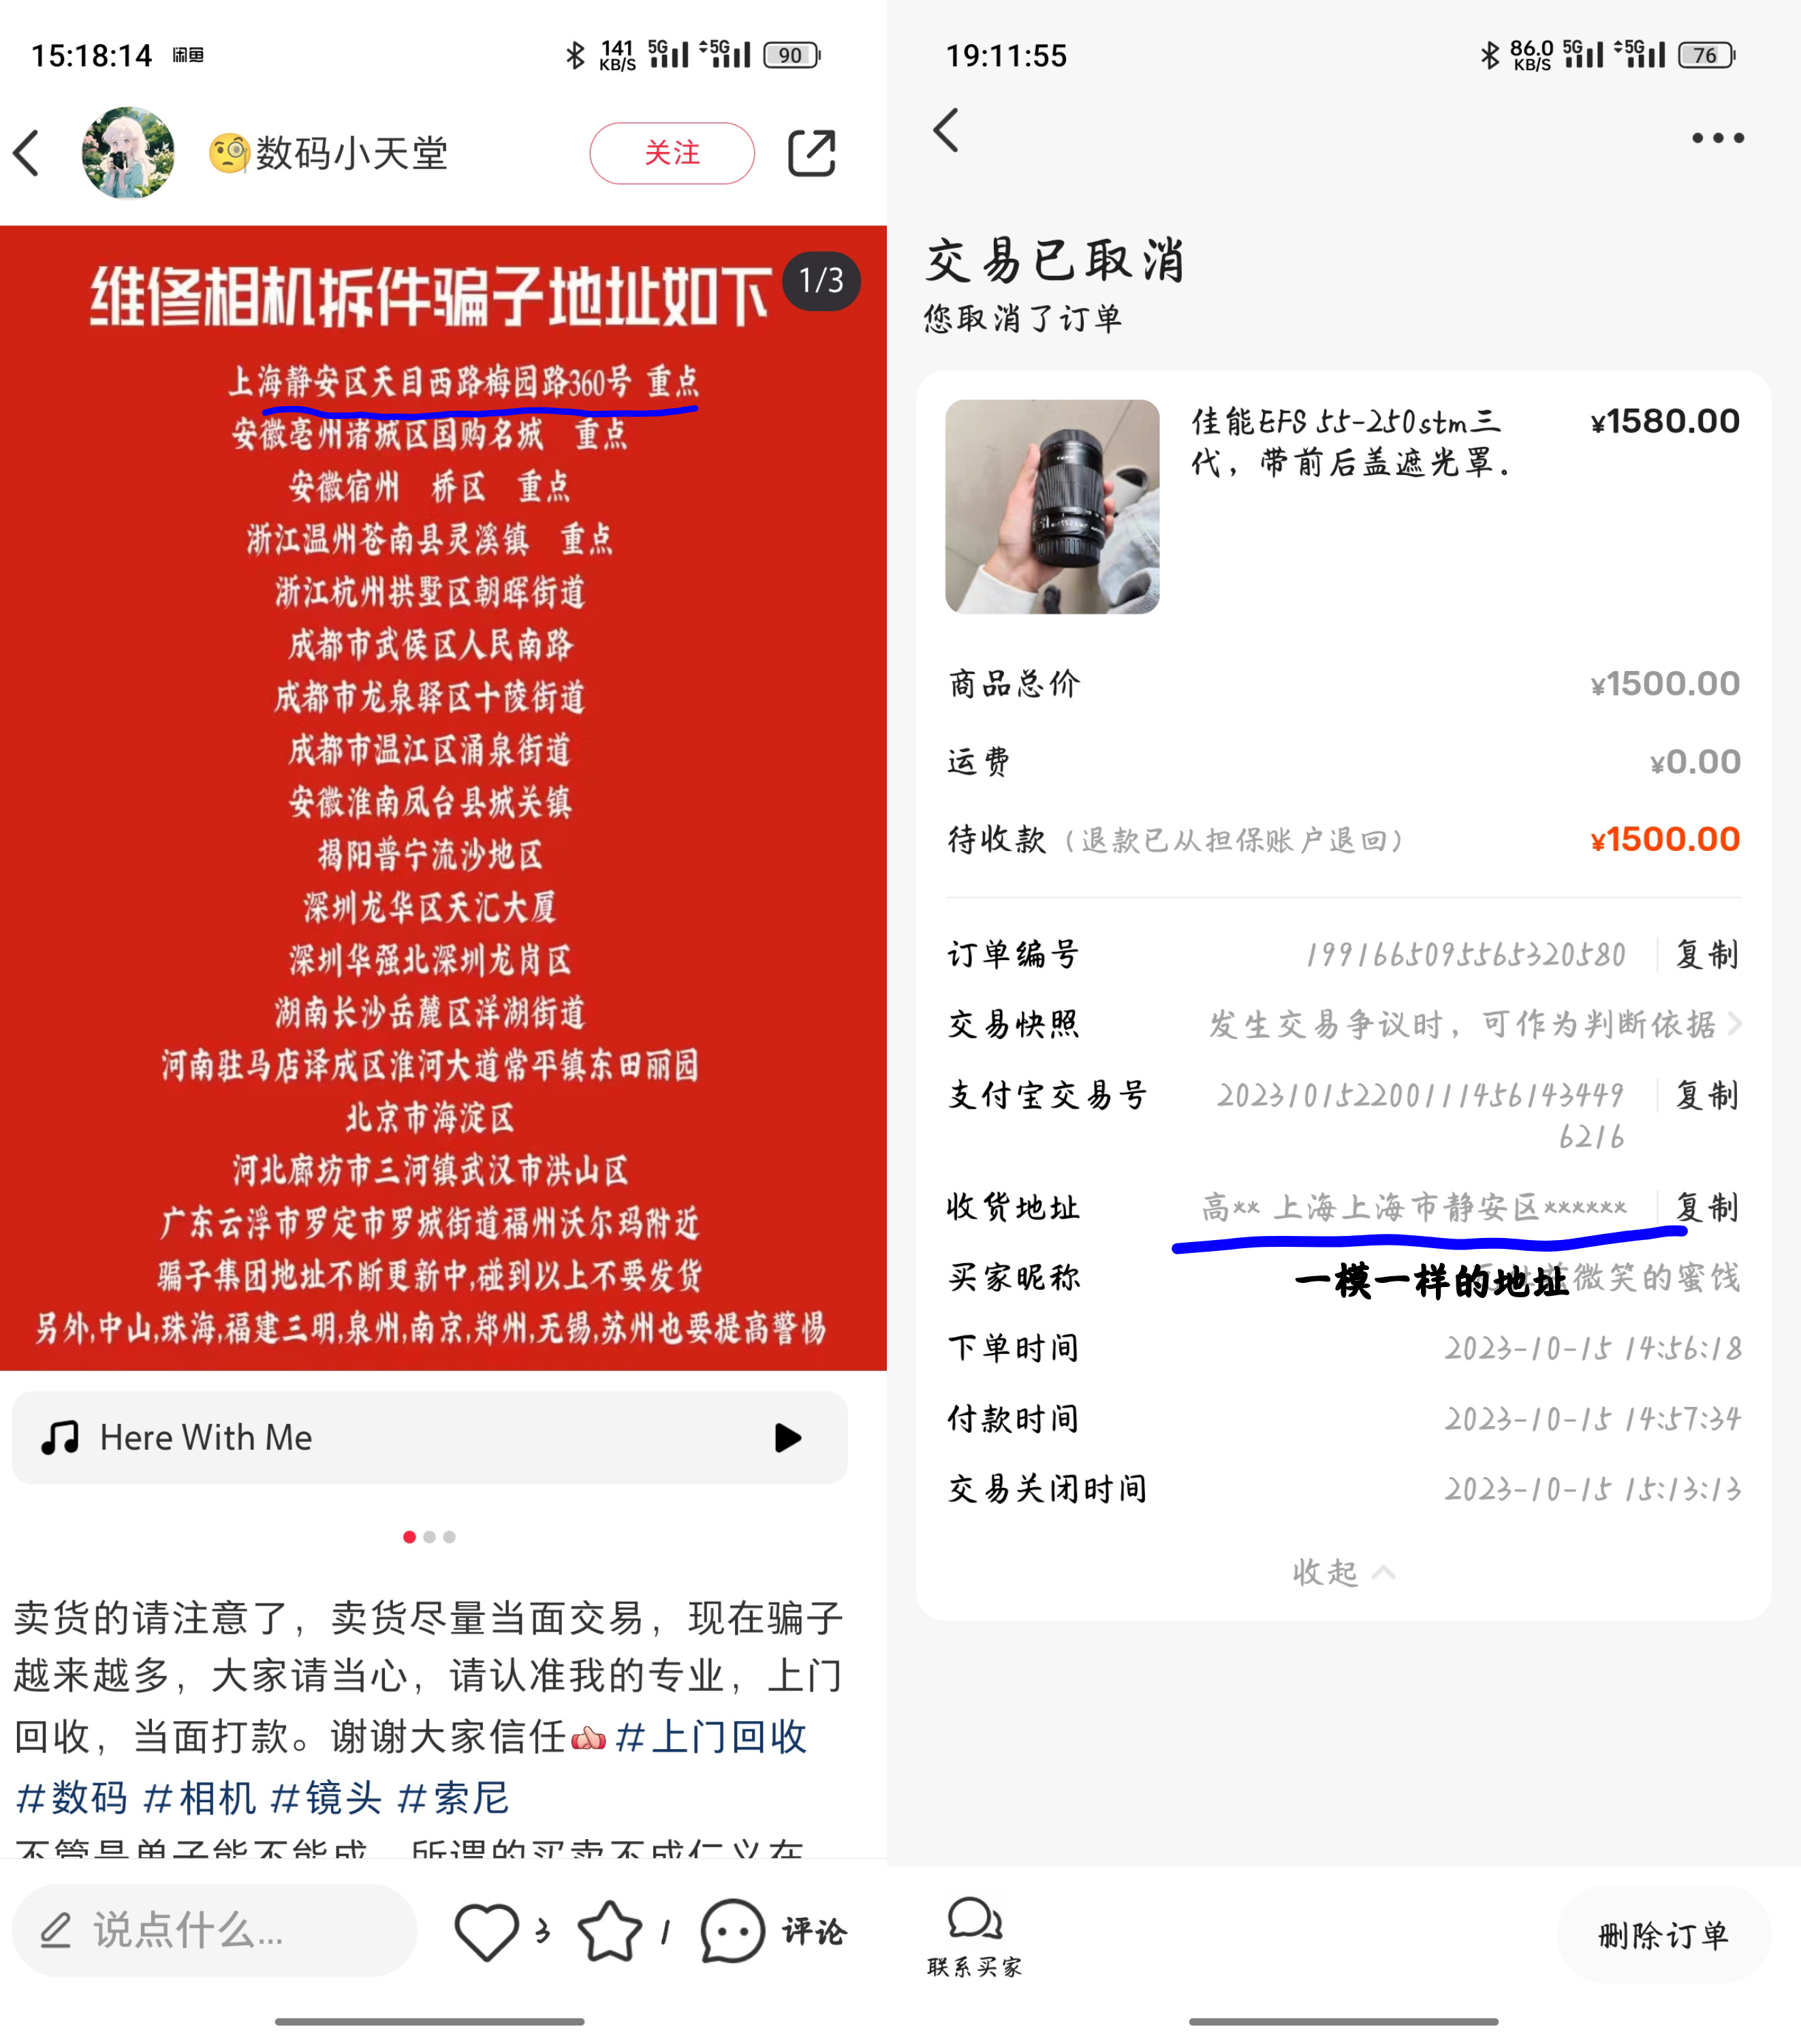 15:18:14 闲鱼
141 KB/S 5G 5G 90
数码小天堂
关注
维修相机拆件骗子地址如下
1/3
上海静安区天目西路梅园路360号 重点
安徽亳州诸城区国购名城 重点
安徽宿州 桥区 重点
浙江温州苍南县灵溪镇 重点
浙江杭州拱墅区朝晖街道
成都市武侯区人民南路
成都市龙泉驿区十陵街道
成都市温江区涌泉街道
安徽淮南凤台县城关镇
揭阳普宁流沙地区
深圳龙华区天汇大厦
深圳华强北深圳龙岗区
湖南长沙岳麓区洋湖街道
河南驻马店译成区淮河大道常平镇东田丽园
北京市海淀区
河北廊坊市三河镇武汉市洪山区
广东云浮市罗定市罗城街道福州沃尔玛附近
骗子集团地址不断更新中,碰到以上不要发货
另外,中山,珠海,福建三明,泉州,南京,郑州,无锡,苏州也要提高警惕
Here With Me
卖货的请注意了，卖货尽量当面交易，现在骗子
越来越多，大家请当心，请认准我的专业，上门
回收，当面打款。谢谢大家信任 #上门回收
#数码 #相机 #镜头 #索尼
不管是单子能不能成，所谓的买卖不成仁义在
说点什么...
3
1
评论
19:11:55
86.0 KB/S 5G 5G 76
交易已取消
您取消了订单
佳能EFS 55-250stm三
代，带前后盖遮光罩.
¥1580.00
商品总价 ¥1500.00
运费 ¥0.00
待收款（退款已从担保账户退回） ¥1500.00
订单编号 1991665095565320580 复制
交易快照 发生交易争议时，可作为判断依据
支付宝交易号 2023101522001111456143449 复制
6216
收货地址 高** 上海上海市静安区****** 复制
买家昵称 微笑的蜜饯
一模一样的地址
下单时间 2023-10-15 14:56:18
付款时间 2023-10-15 14:57:34
交易关闭时间 2023-10-15 15:13:13
收起
联系买家
删除订单